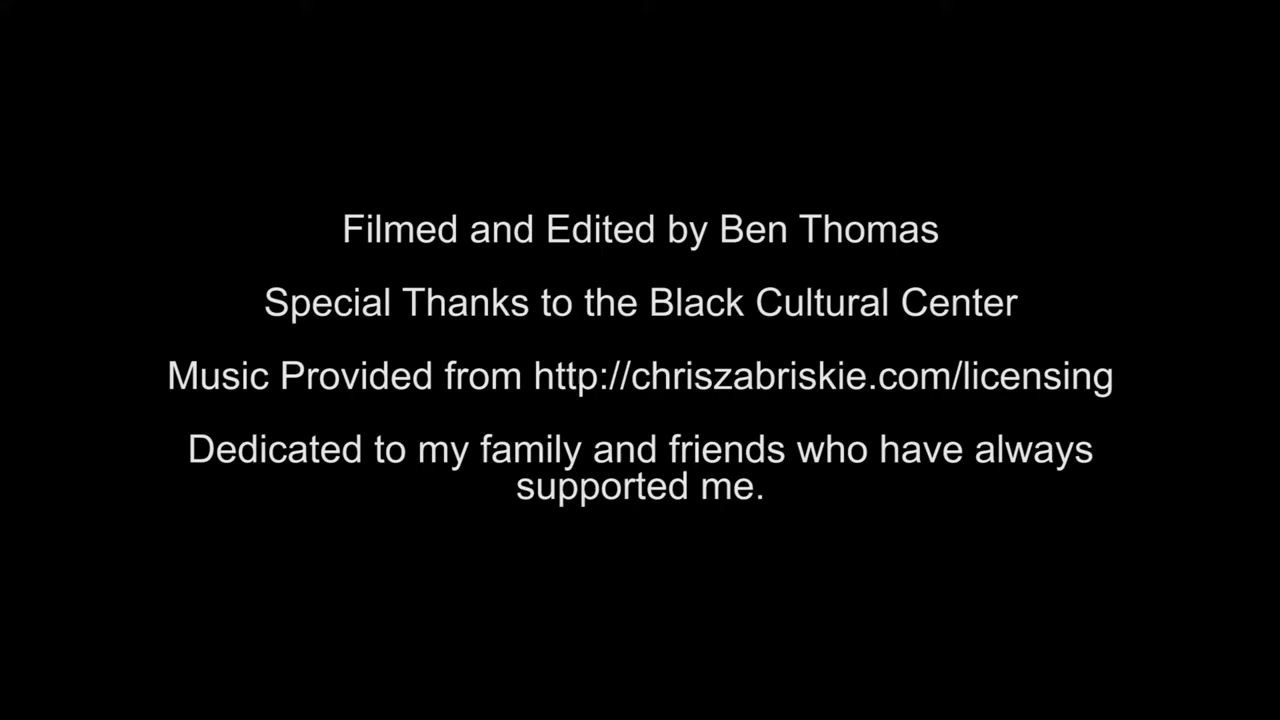 Filmed and Edited by Ben Thomas
Special Thanks to the Black Cultural Center
Music Provided from http://chriszabriskie.com/licensing
Dedicated to my family and friends who have always
supported me.